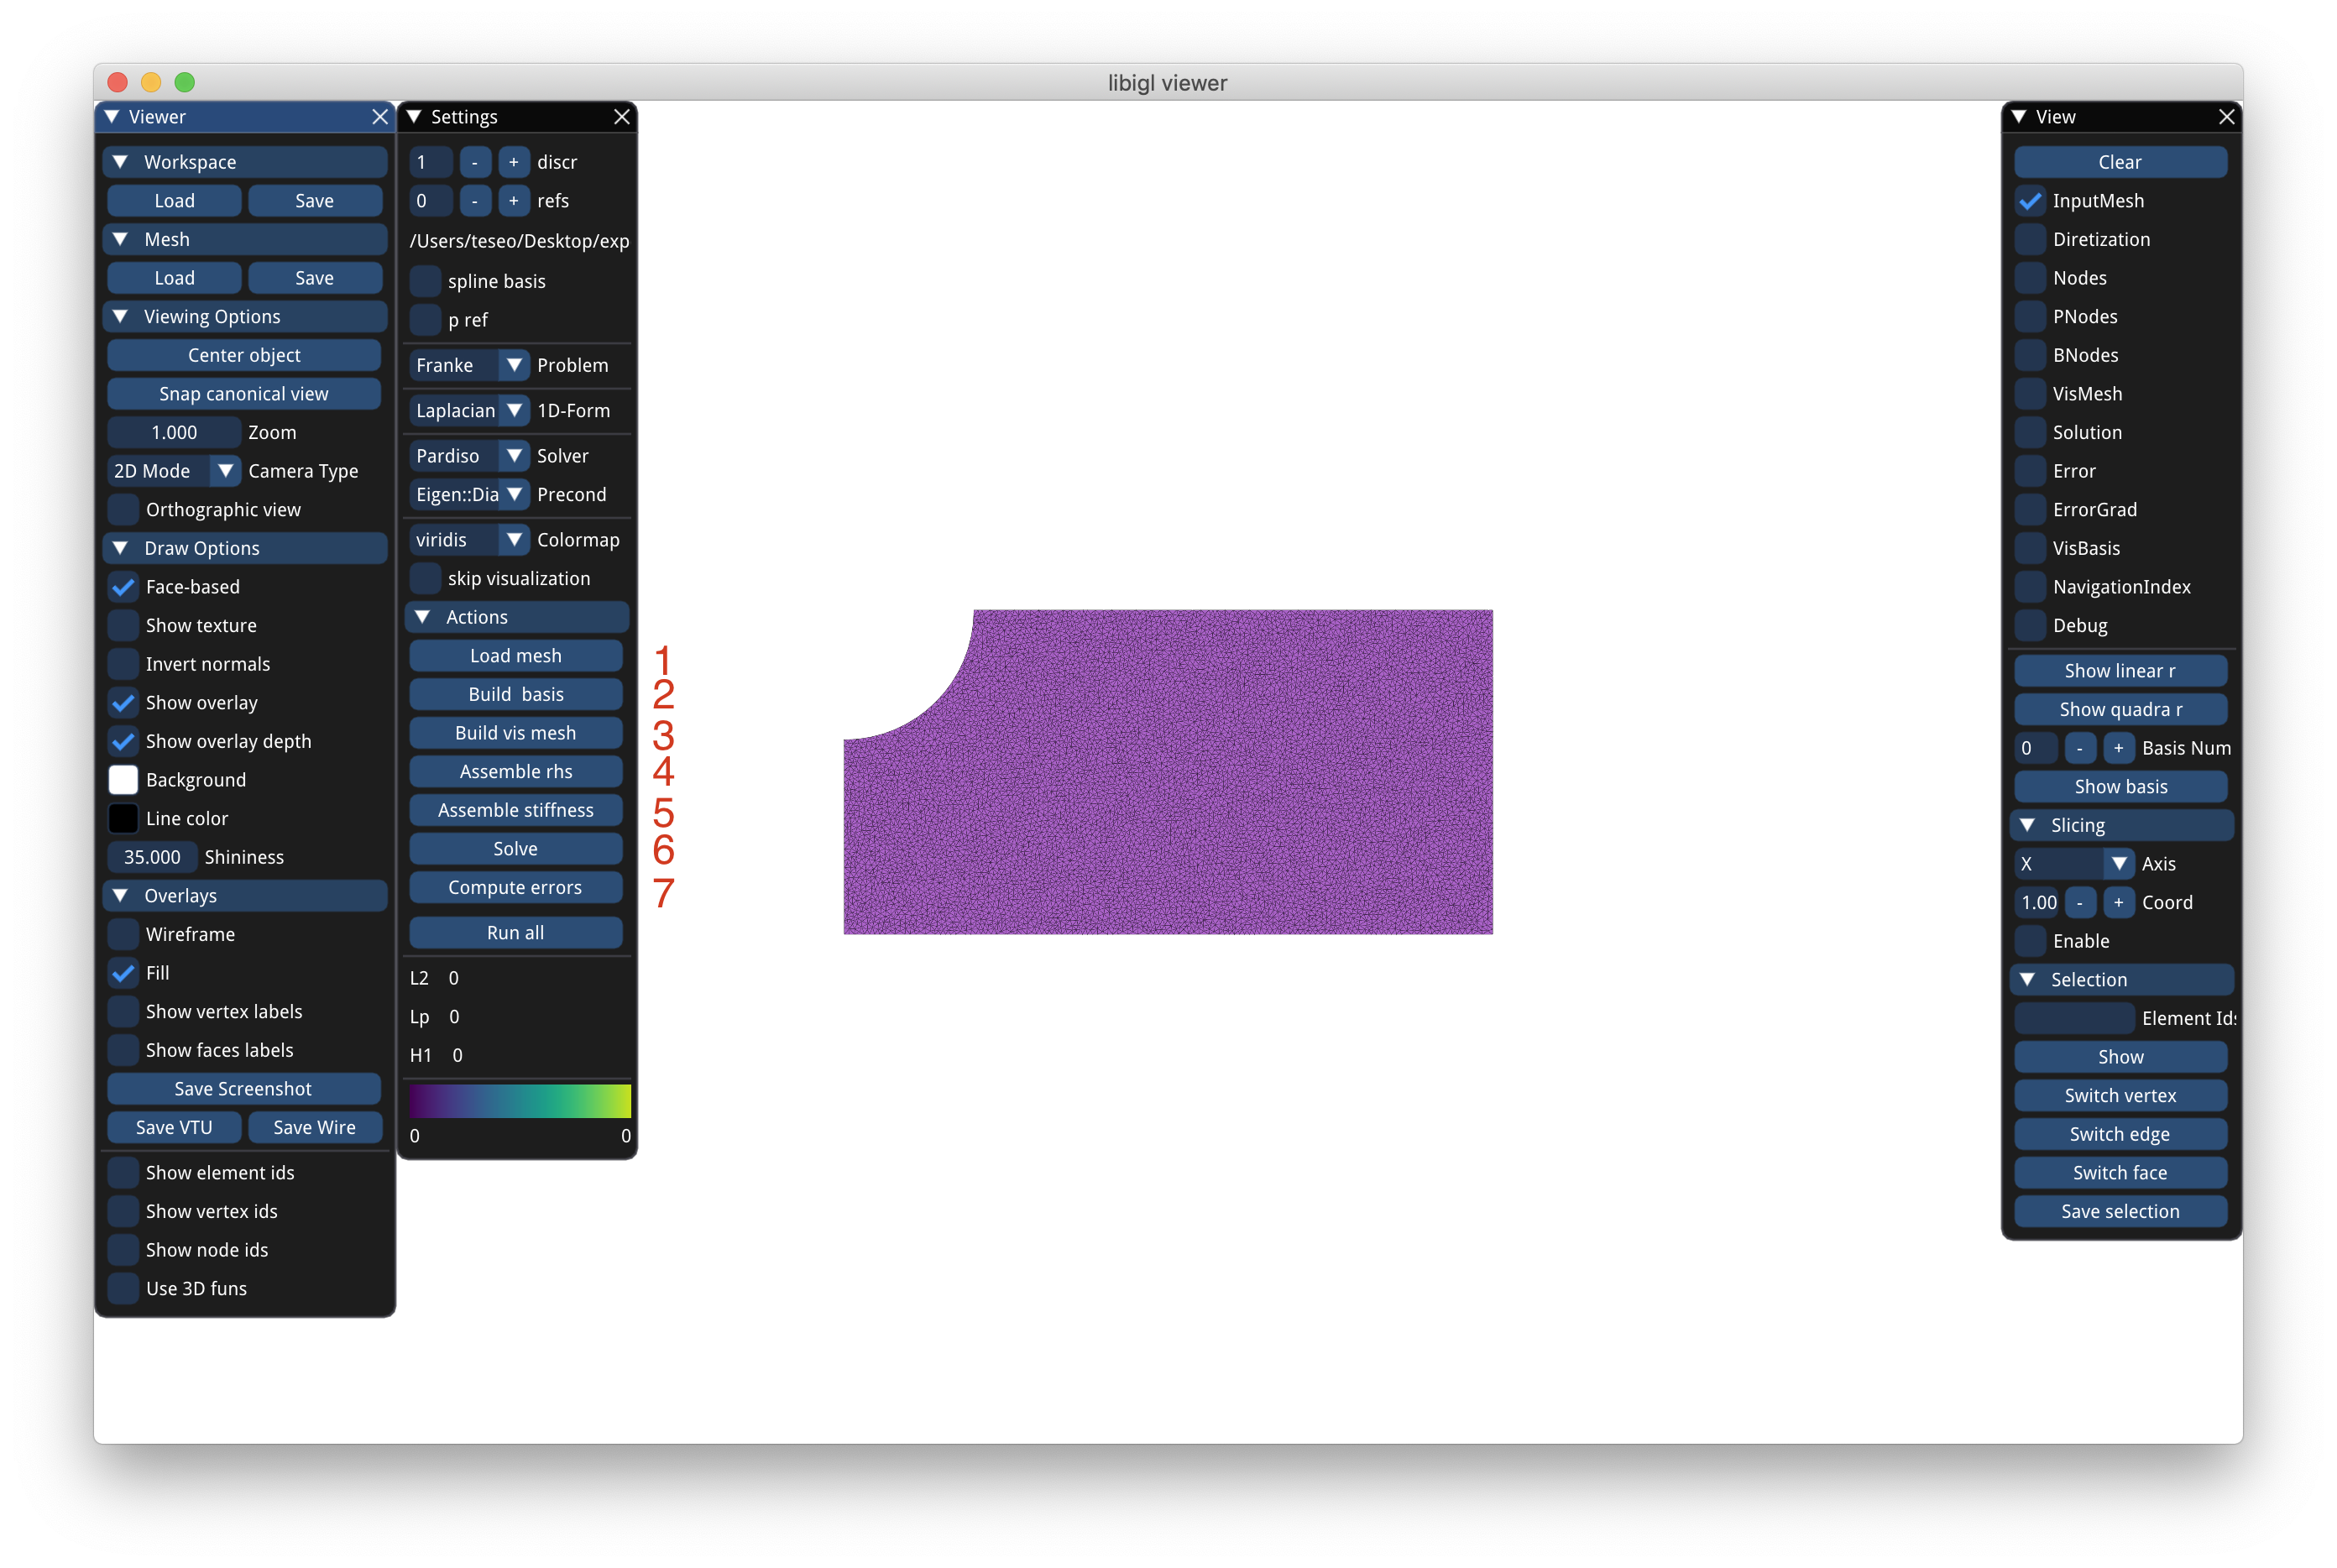 libigl viewer
Viewer
Workspace
Load Save
Mesh
Load Save
Viewing Options
Center object
Snap canonical view
1.000 Zoom
2D Mode Camera Type
Orthographic view
Draw Options
Face-based
Show texture
Invert normals
Show overlay
Show overlay depth
Background
Line color
35.000 Shininess
Overlays
Wireframe
Fill
Show vertex labels
Show faces labels
Save Screenshot
Save VTU Save Wire
Show element ids
Show vertex ids
Show node ids
Use 3D funs
Settings
1 - + discr
0 - + refs
/Users/teseo/Desktop/exp
spline basis
p ref
Franke Problem
Laplacian 1D-Form
Pardiso Solver
Eigen::Dia Precond
viridis Colormap
skip visualization
Actions
Load mesh 1
Build basis 2
Build vis mesh 3
Assemble rhs 4
Assemble stiffness 5
Solve 6
Compute errors 7
Run all
L2 0
Lp 0
H1 0
0 0
View
Clear
InputMesh
Diretization
Nodes
PNodes
BNodes
VisMesh
Solution
Error
ErrorGrad
VisBasis
NavigationIndex
Debug
Show linear r
Show quadra r
0 - + Basis Num
Show basis
Slicing
X Axis
1.00 - + Coord
Enable
Selection
Element Ids
Show
Switch vertex
Switch edge
Switch face
Save selection